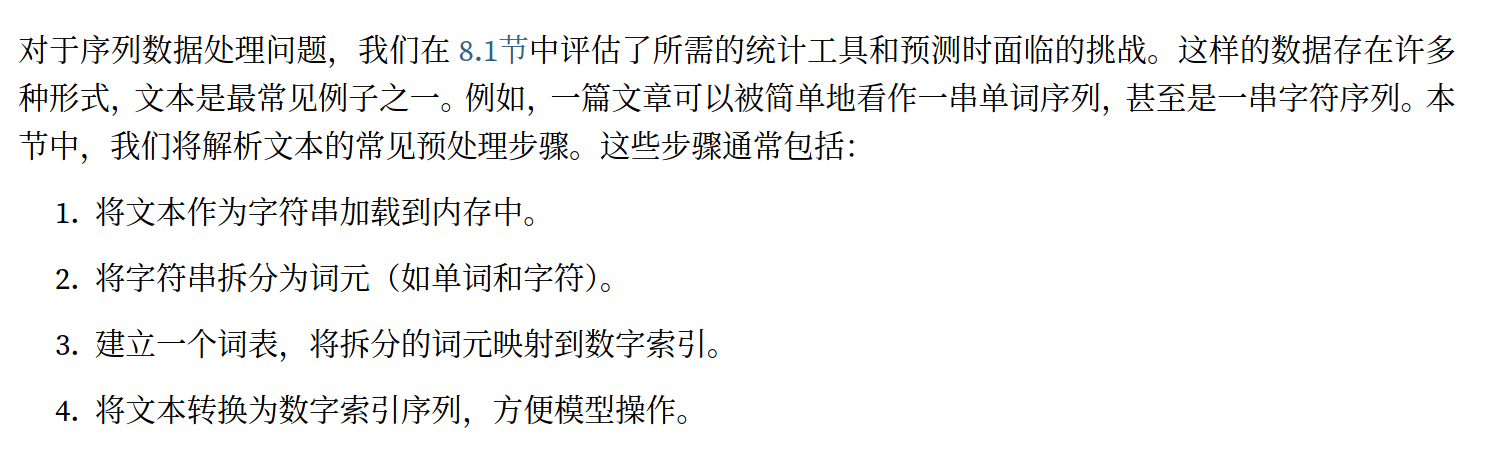 对于序列数据处理问题，我们在 8.1节中评估了所需的统计工具和预测时面临的挑战。这样的数据存在许多
种形式，文本是最常见例子之一。例如，一篇文章可以被简单地看作一串单词序列，甚至是一串字符序列。本
节中，我们将解析文本的常见预处理步骤。这些步骤通常包括：
1. 将文本作为字符串加载到内存中。
2. 将字符串拆分为词元（如单词和字符）。
3. 建立一个词表，将拆分的词元映射到数字索引。
4. 将文本转换为数字索引序列，方便模型操作。